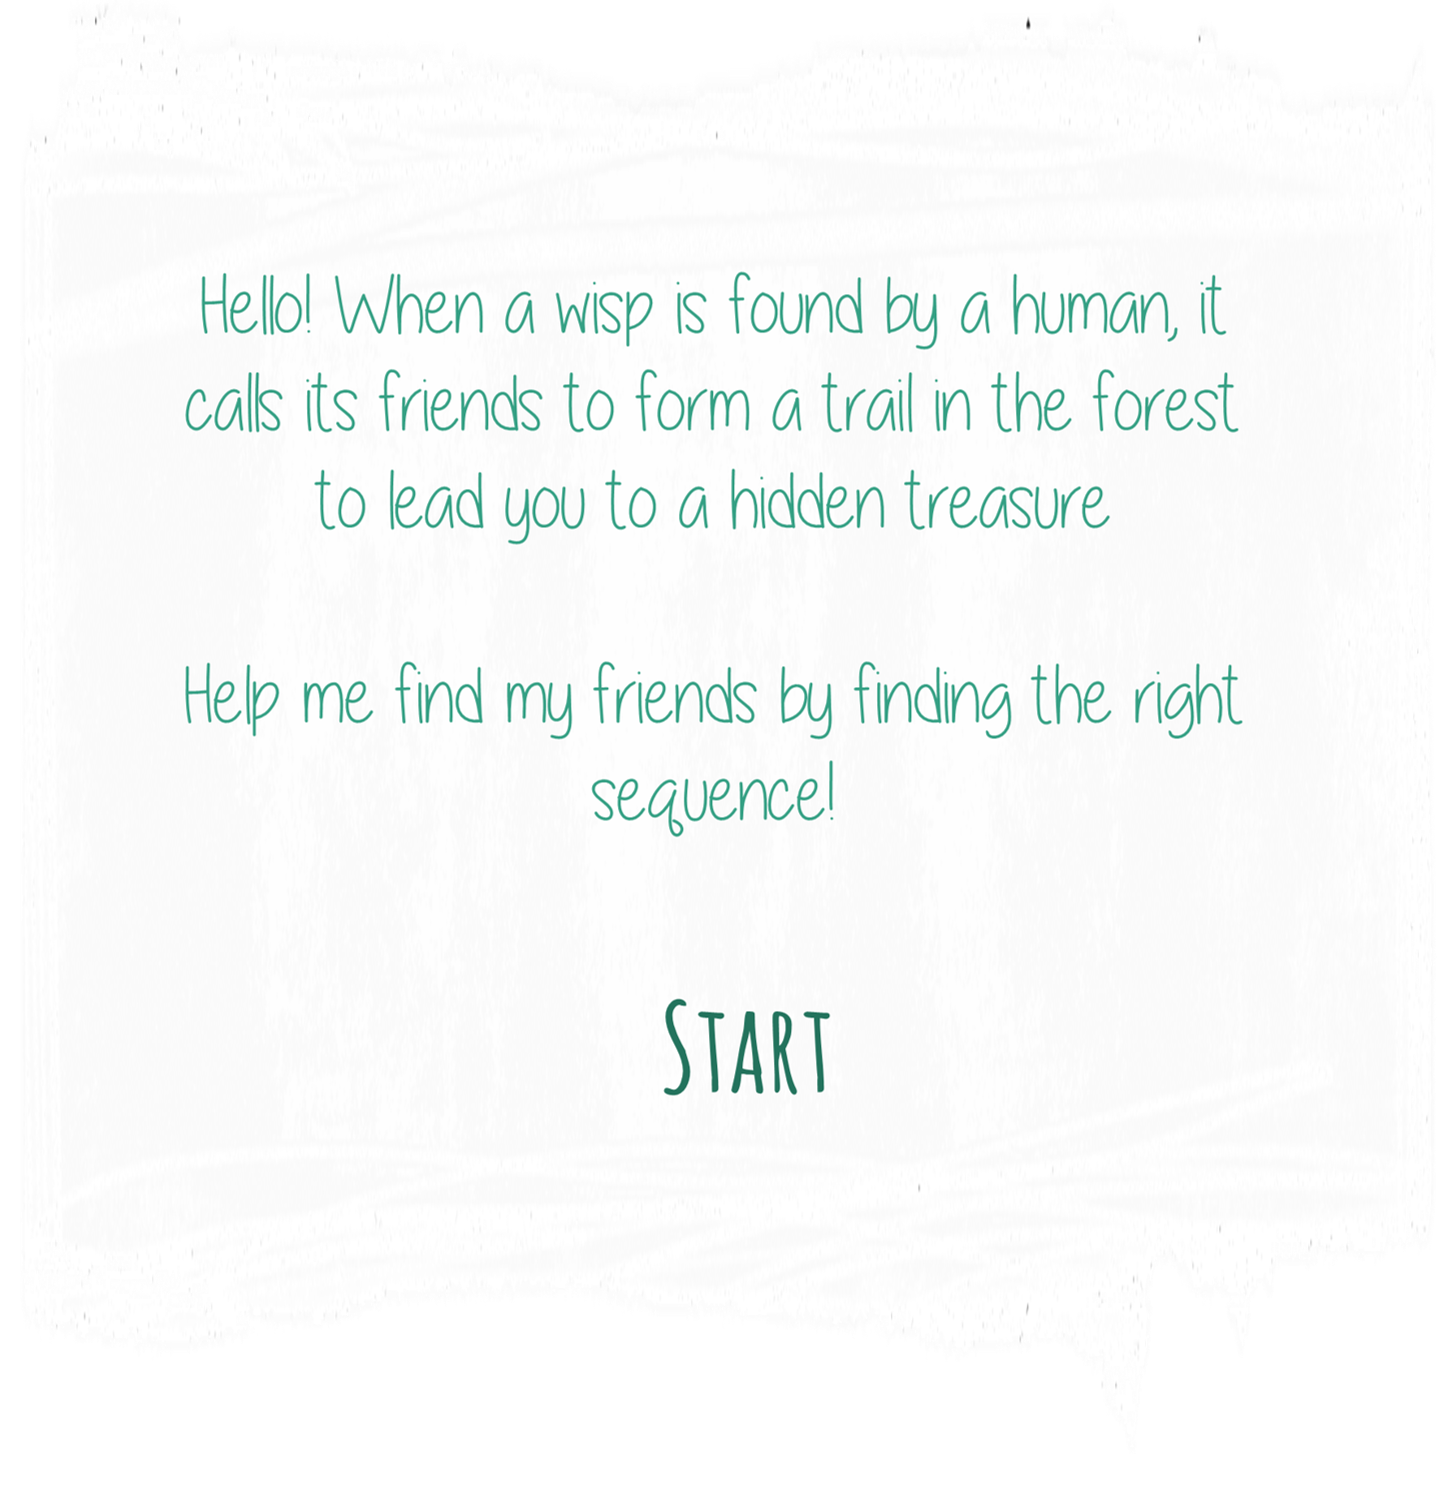 Hello! When a wisp is found by a human, it
calls its friends to form a trail in the forest
to lead you to a hidden treasure
Help me find my friends by finding the right
sequence!
START